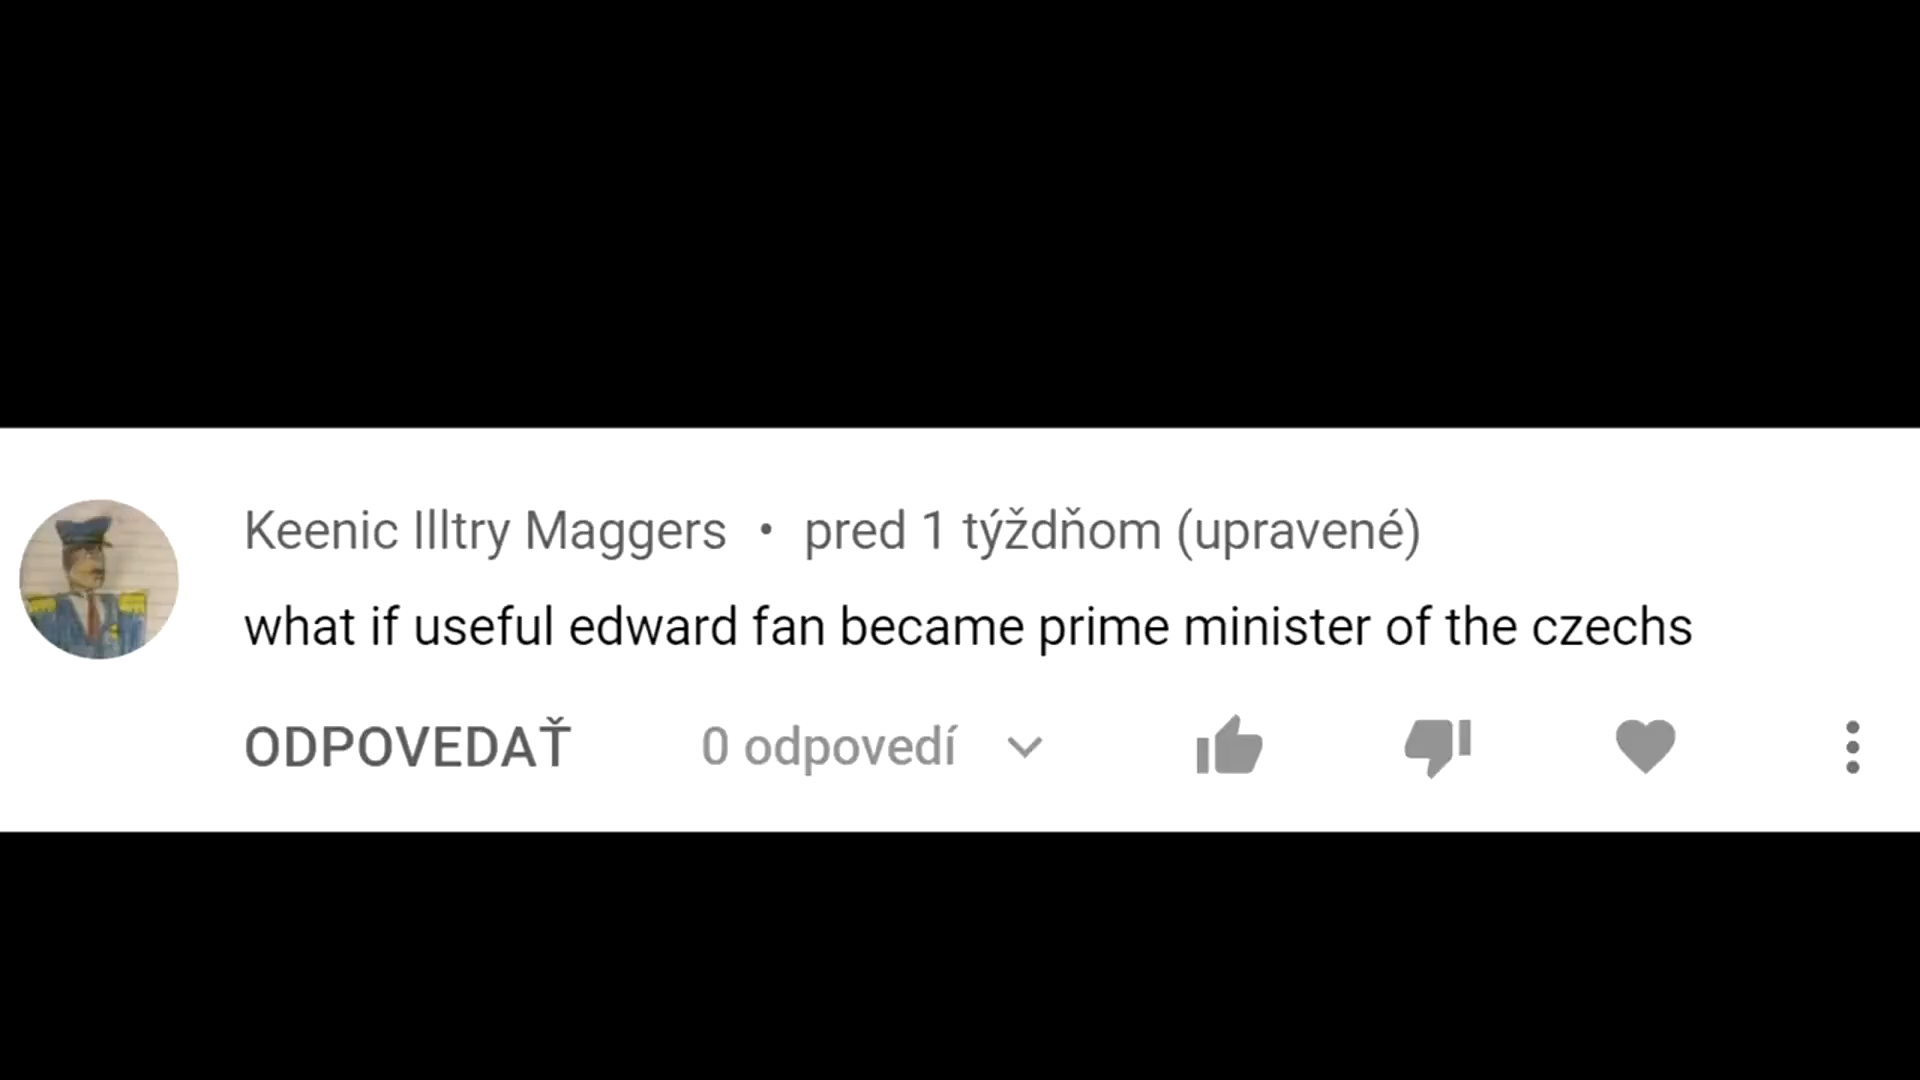 Keenic Illtry Maggers • pred 1 týždňom (upravené)
what if useful edward fan became prime minister of the czechs
ODPOVEDAŤ 0 odpovedí